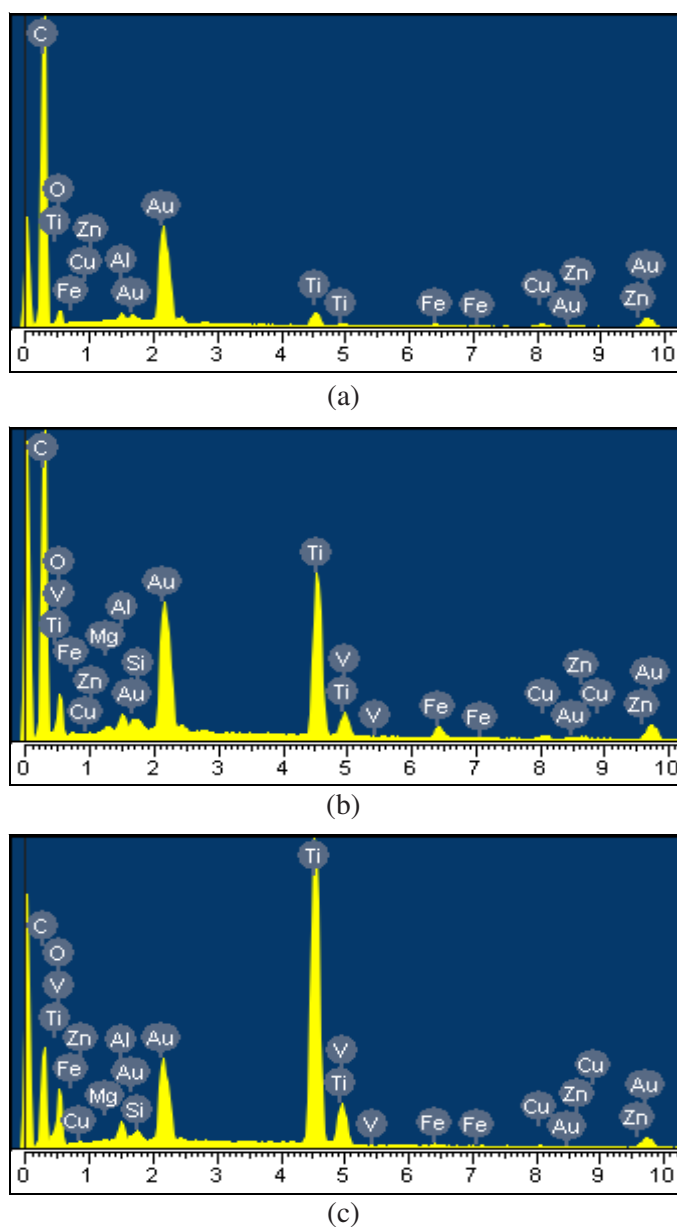 C
O
Ti Zn Au
Cu Al Ti Zn Au
Fe Au Ti Fe Fe Cu Au Zn
0 1 2 3 4 5 6 7 8 9 10
(a)
C
O Au Ti
V Al
Ti Mg V Zn
Fe Si Cu Cu Au
Zn Au Ti Fe Au Zn
Cu V Fe
0 1 2 3 4 5 6 7 8 9 10
(b)
Ti
C
O
V
Ti Zn Al Au V Cu
Fe Au Ti Zn Au
Mg Si Cu
Cu V Fe Fe Au Zn
0 1 2 3 4 5 6 7 8 9 10
(c)